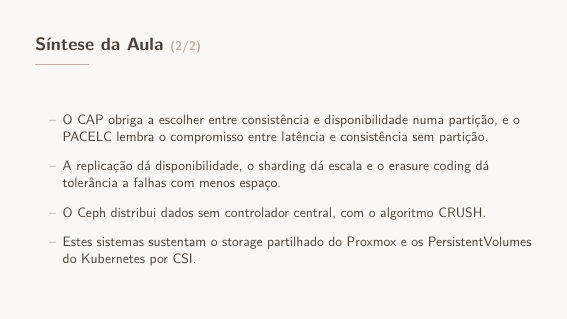 Síntese da Aula (2/2)
– O CAP obriga a escolher entre consistência e disponibilidade numa partição, e o
PACELC lembra o compromisso entre latência e consistência sem partição.
– A replicação dá disponibilidade, o sharding dá escala e o erasure coding dá
tolerância a falhas com menos espaço.
– O Ceph distribui dados sem controlador central, com o algoritmo CRUSH.
– Estes sistemas sustentam o storage partilhado do Proxmox e os PersistentVolumes
do Kubernetes por CSI.